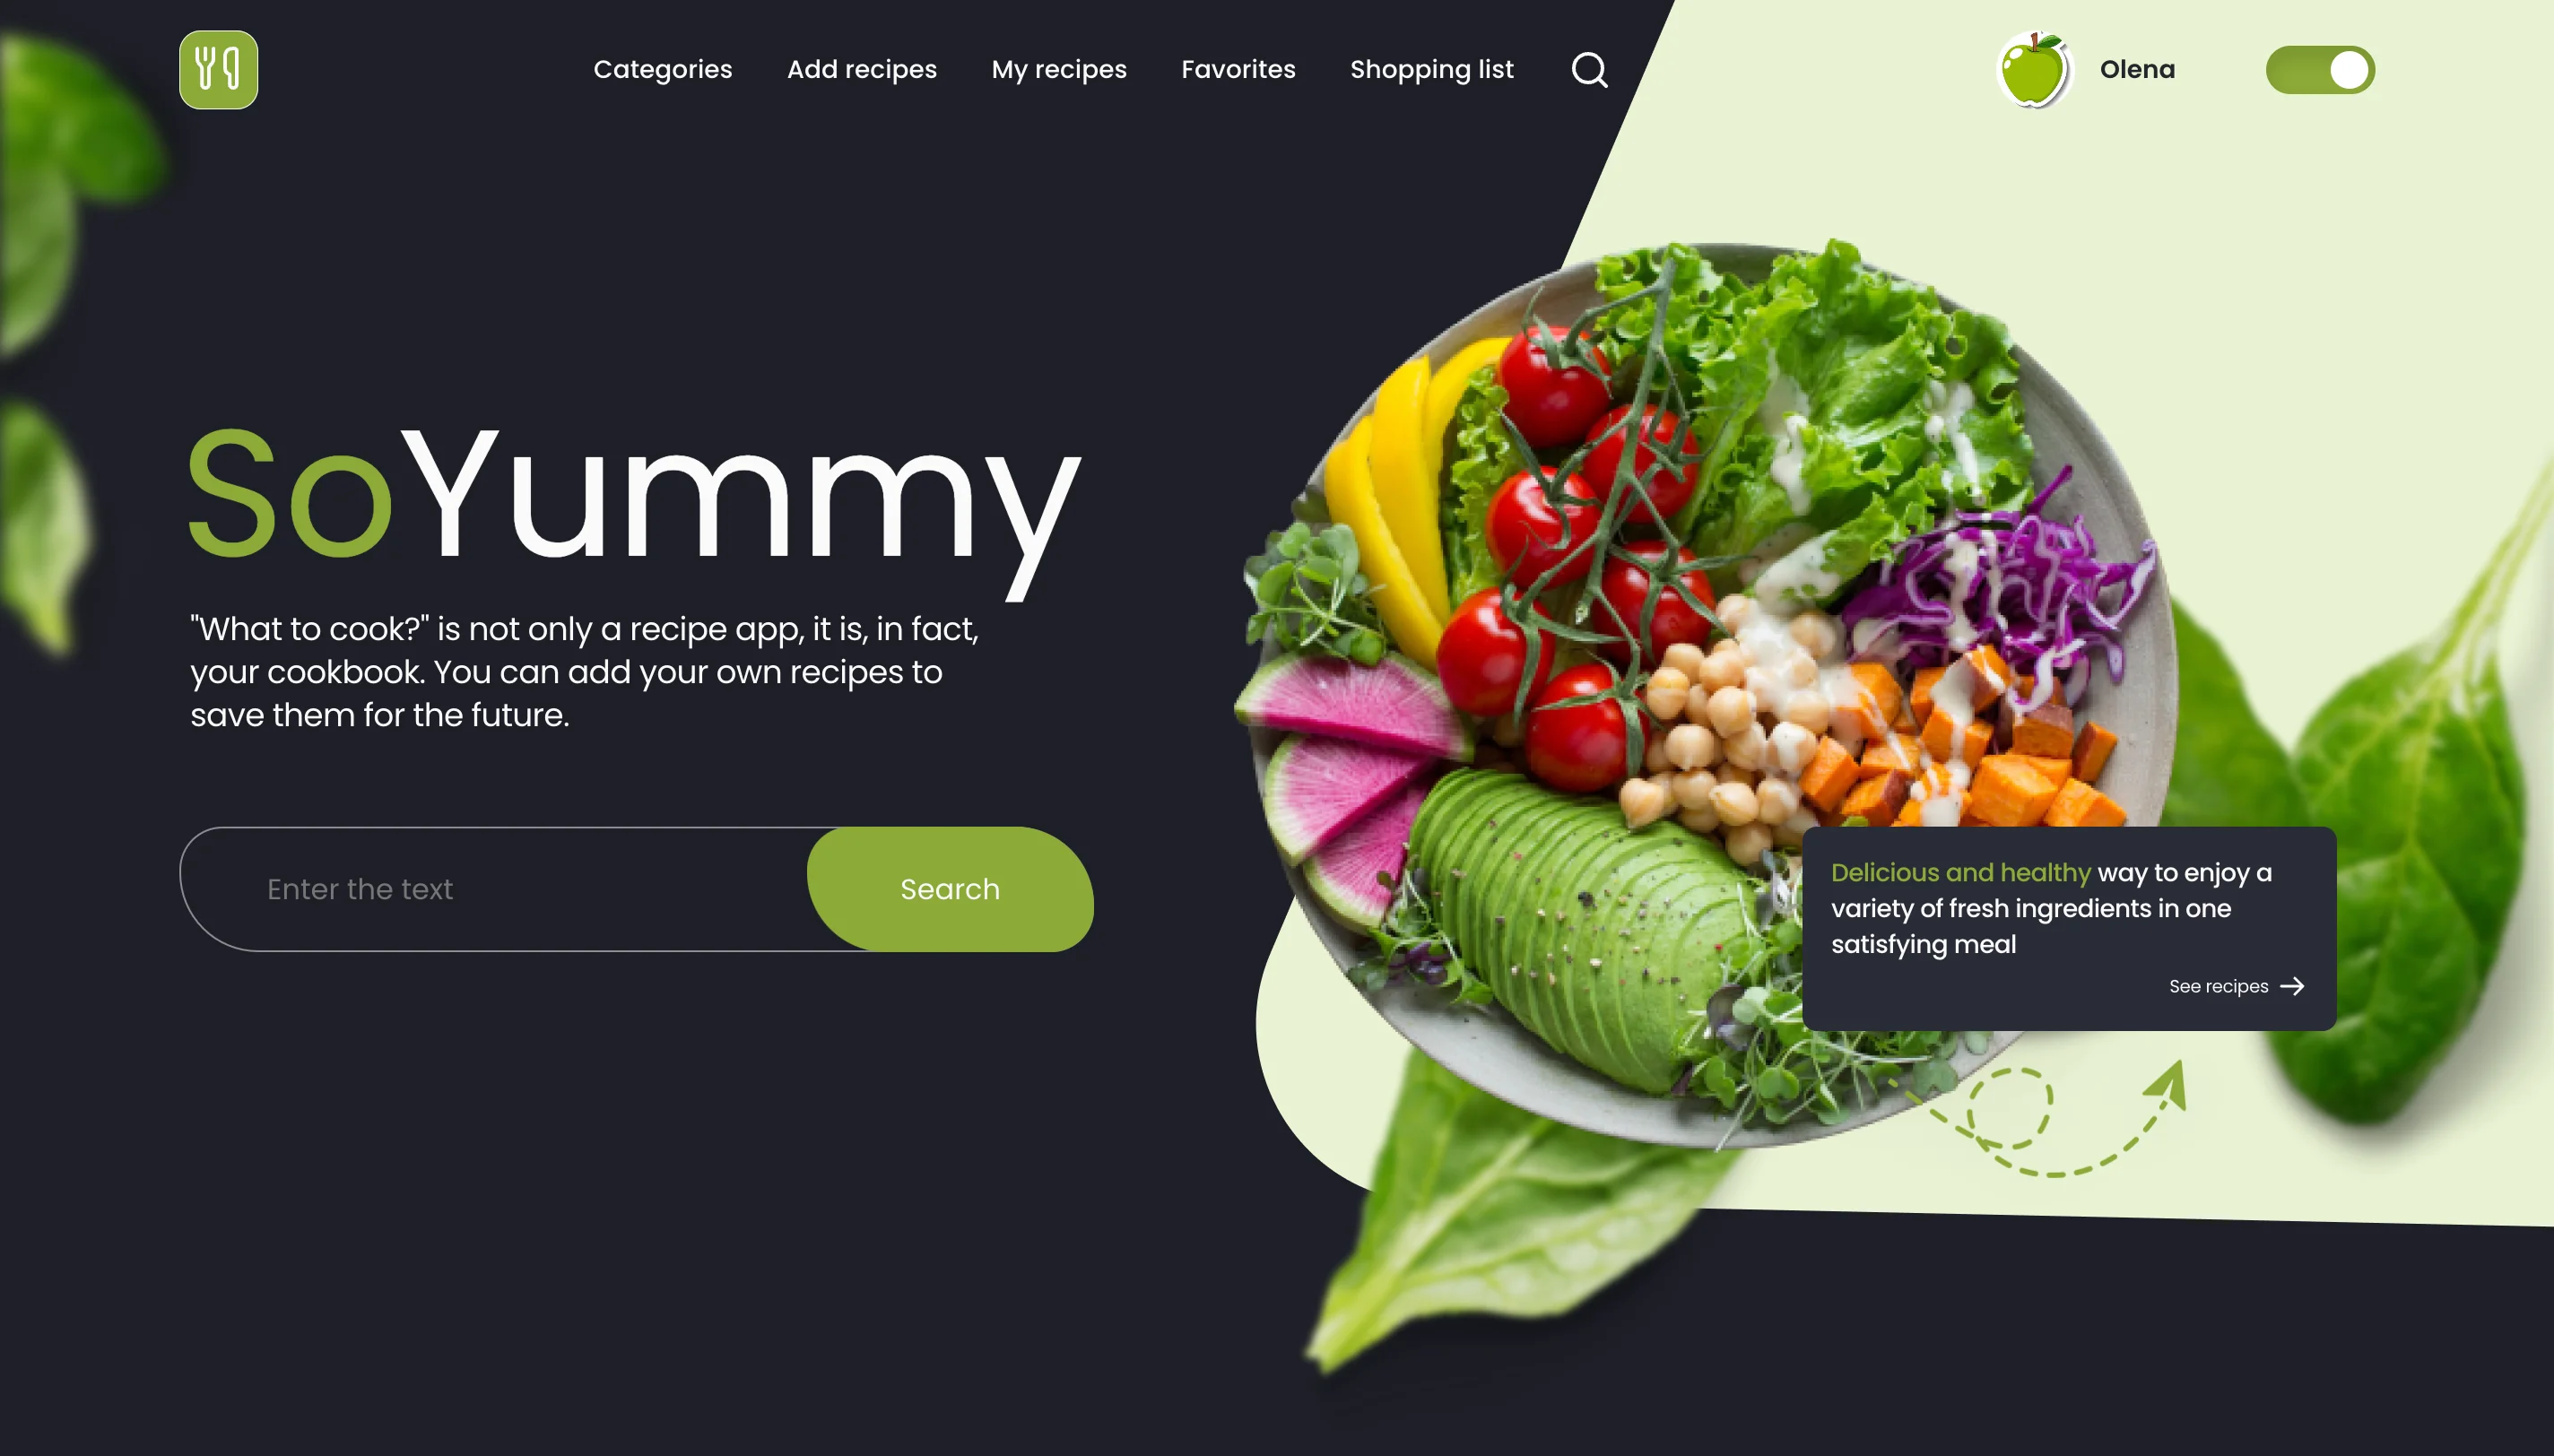 Categories
Add recipes
My recipes
Favorites
Shopping list
Olena
SoYummy
"What to cook?" is not only a recipe app, it is, in fact,
your cookbook. You can add your own recipes to
save them for the future.
Enter the text
Search
Delicious and healthy way to enjoy a
variety of fresh ingredients in one
satisfying meal
See recipes